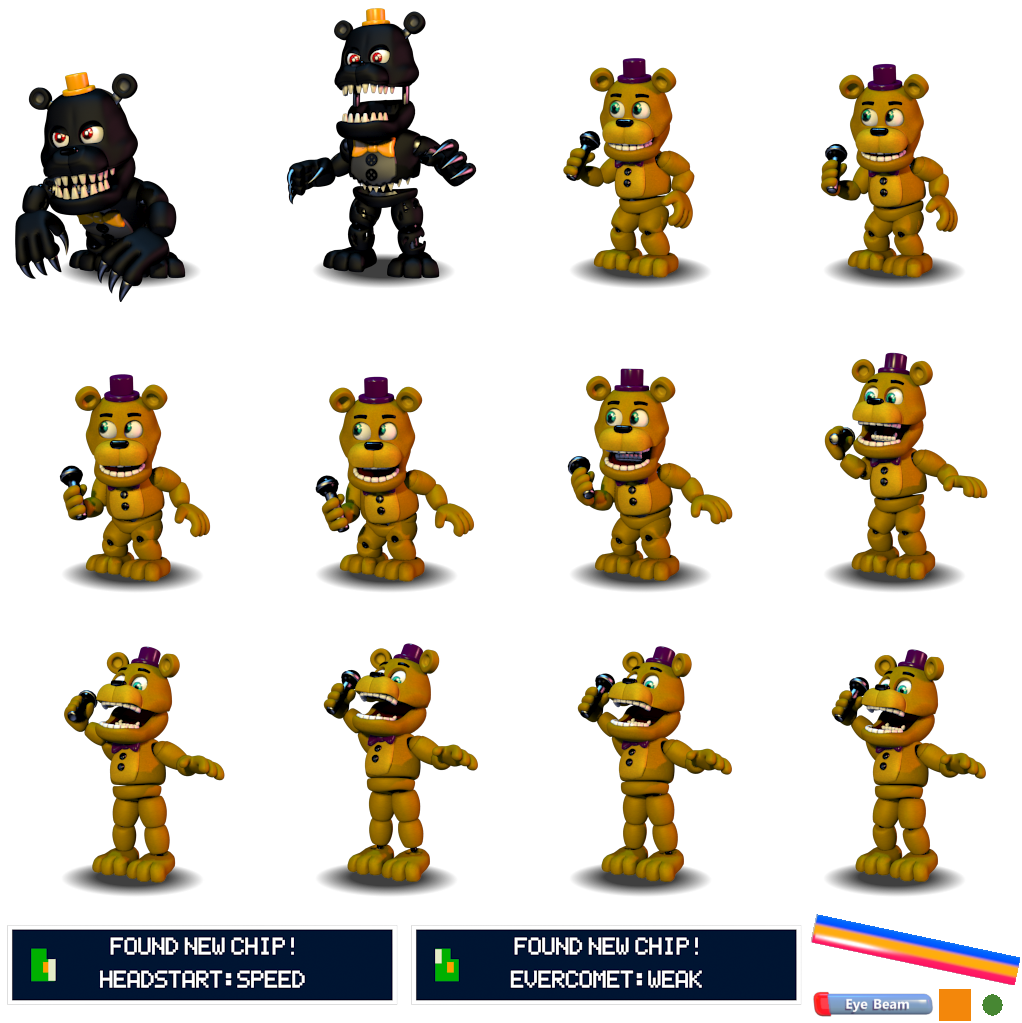 FOUND NEW CHIP!
HEADSTART:SPEED
FOUND NEW CHIP!
EVERCOMET:WEAK
Eye Beam